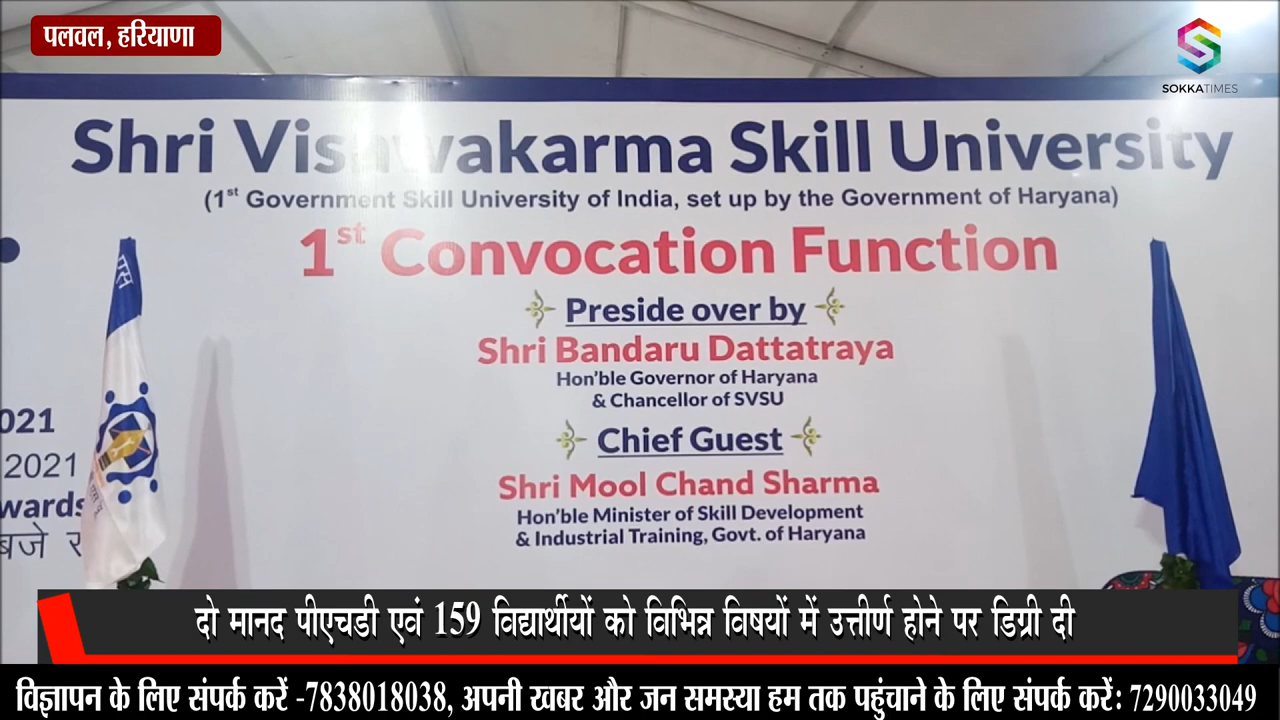 पलवल, हरियाणा
SOKKATIMES
Shri Vishwakarma Skill University
(1st Government Skill University of India, set up by the Government of Haryana)
1st Convocation Function
Preside over by
Shri Bandaru Dattatraya
Hon'ble Governor of Haryana
& Chancellor of SVSU
Chief Guest
Shri Mool Chand Sharma
Hon'ble Minister of Skill Development
& Industrial Training, Govt. of Haryana
2021
बजे
दो मानद पीएचडी एवं 159 विद्यार्थीयों को विभिन्न विषयों में उत्तीर्ण होने पर डिग्री दी
विज्ञापन के लिए संपर्क करें -7838018038, अपनी खबर और जन समस्या हम तक पहुंचाने के लिए संपर्क करें: 7290033049